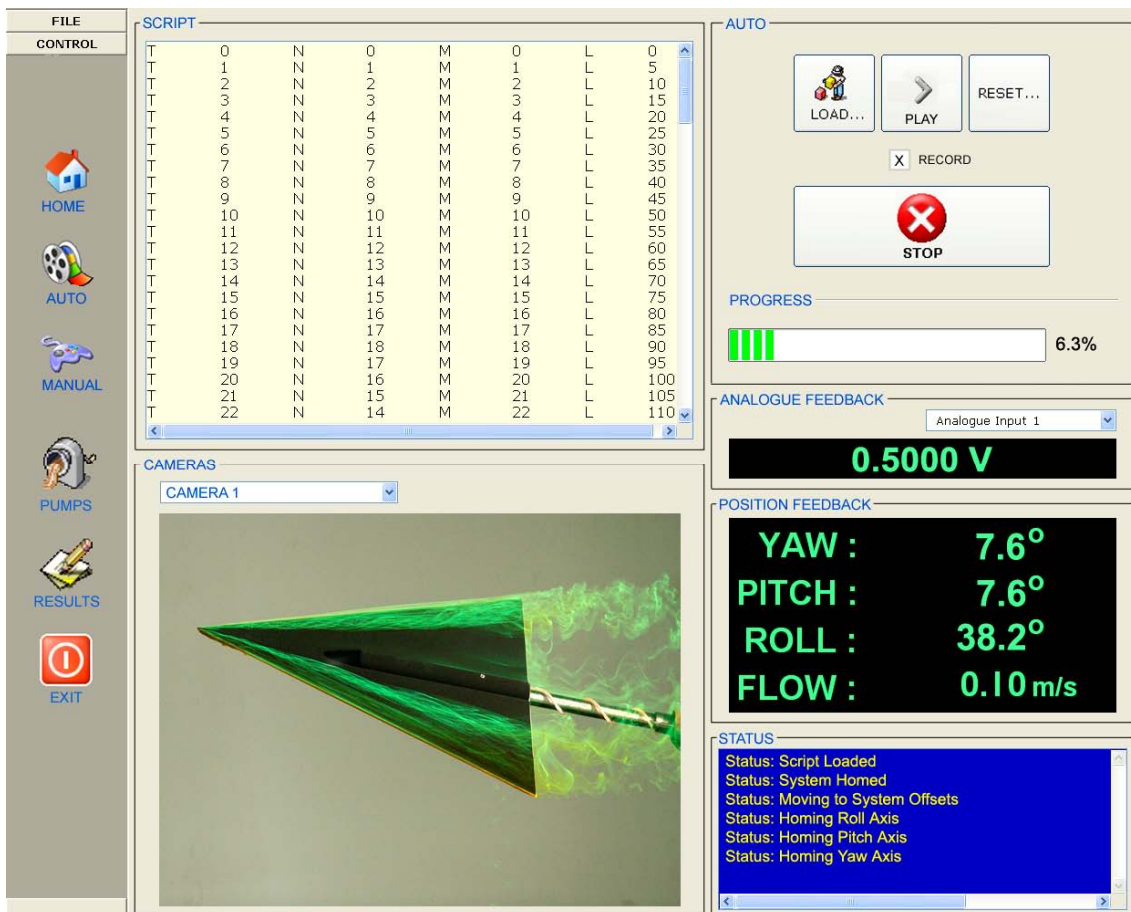 FILE
CONTROL
HOME
AUTO
MANUAL
PUMPS
RESULTS
EXIT
SCRIPT
T 0 N 0 M 0 L 0
T 1 N 1 M 1 L 5
T 2 N 2 M 2 L 10
T 3 N 3 M 3 L 15
T 4 N 4 M 4 L 20
T 5 N 5 M 5 L 25
T 6 N 6 M 6 L 30
T 7 N 7 M 7 L 35
T 8 N 8 M 8 L 40
T 9 N 9 M 9 L 45
T 10 N 10 M 10 L 50
T 11 N 11 M 11 L 55
T 12 N 12 M 12 L 60
T 13 N 13 M 13 L 65
T 14 N 14 M 14 L 70
T 15 N 15 M 15 L 75
T 16 N 16 M 16 L 80
T 17 N 17 M 17 L 85
T 18 N 18 M 18 L 90
T 19 N 17 M 19 L 95
T 20 N 16 M 20 L 100
T 21 N 15 M 21 L 105
T 22 N 14 M 22 L 110
CAMERAS
CAMERA 1
AUTO
LOAD... PLAY RESET...
X RECORD
STOP
PROGRESS
6.3%
ANALOGUE FEEDBACK
Analogue Input 1
0.5000 V
POSITION FEEDBACK
YAW : 7.6°
PITCH : 7.6°
ROLL : 38.2°
FLOW : 0.10 m/s
STATUS
Status: Script Loaded
Status: System Homed
Status: Moving to System Offsets
Status: Homing Roll Axis
Status: Homing Pitch Axis
Status: Homing Yaw Axis